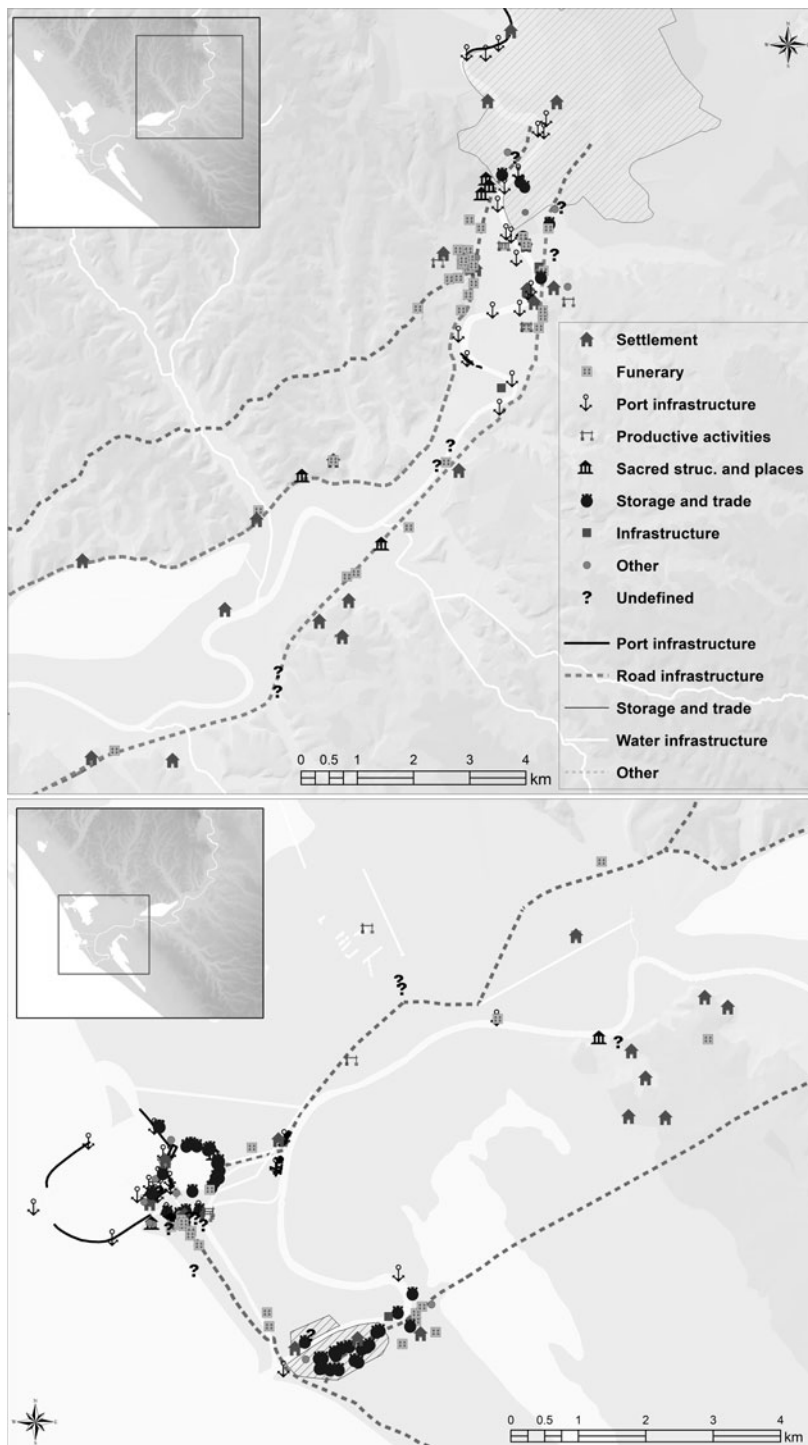 Settlement
Funerary
Port infrastructure
Productive activities
Sacred struc. and places
Storage and trade
Infrastructure
Other
? Undefined
Port infrastructure
Road infrastructure
Storage and trade
Water infrastructure
Other
0 0.5 1 2 3 4
km
0 0.5 1 2 3 4
km